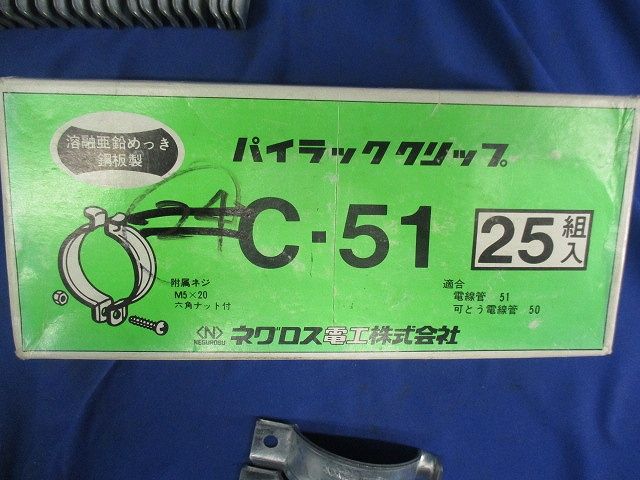 溶融亜鉛めっき
鋼板製
パイラッククリップ
24
C-51
25組入
附属ネジ
M5×20
六角ナット付
適合
電線管 51
可とう電線管 50
NEGUROSU
ネグロス電工株式会社